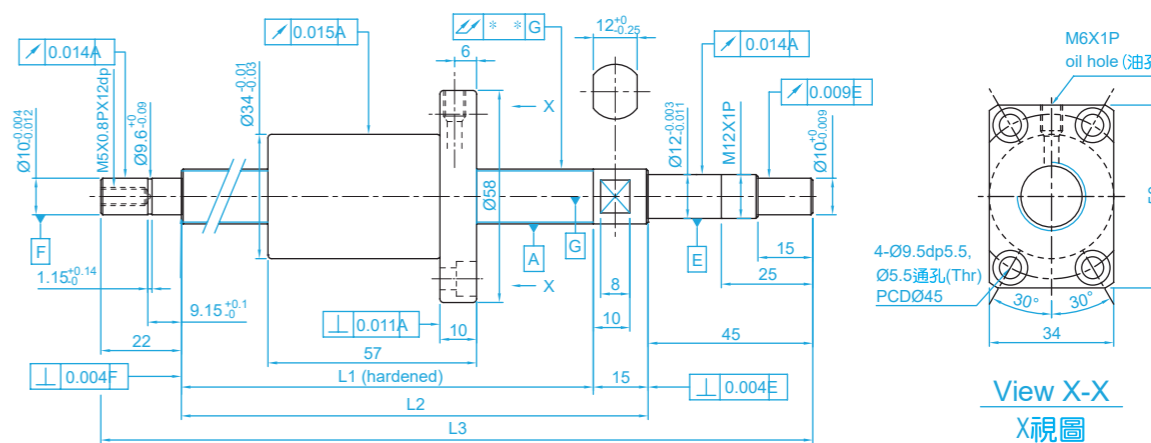 0.014A
0.015A
* * G
12 +0 -0.25
0.014A
0.009E
M6X1P
oil hole (油
6
X
X
Ø10 -0.004 -0.012
M5X0.8PX12dp
Ø9.6 +0 -0.09
Ø34 -0.01 -0.03
Ø58
Ø12 -0.003 -0.011
M12X1P
Ø10 +0 -0.009
F
A
G
E
1.15 +0.14 -0
9.15 +0.1 -0
8
10
15
25
22
0.011A
10
57
45
0.004F
L1 (hardened)
15
0.004E
L2
L3
4-Ø9.5dp5.5,
Ø5.5通孔(Thr)
PCDØ45
30°
30°
34
View X-X
X視圖